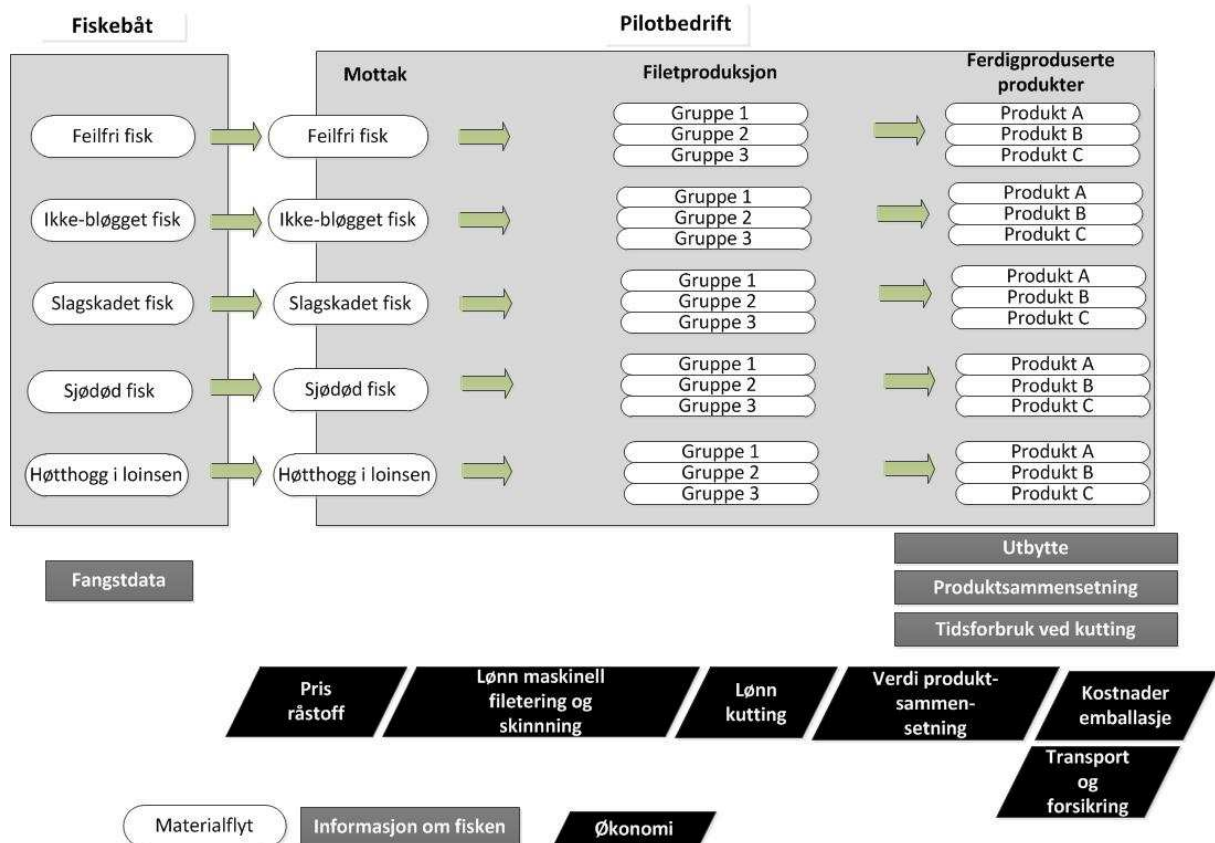 Fiskebåt
Pilotbedrift
Mottak
Filetproduksjon
Ferdigproduserte
produkter
Feilfri fisk
Feilfri fisk
Gruppe 1
Gruppe 2
Gruppe 3
Produkt A
Produkt B
Produkt C
Ikke-bløgget fisk
Ikke-bløgget fisk
Gruppe 1
Gruppe 2
Gruppe 3
Produkt A
Produkt B
Produkt C
Slagskadet fisk
Slagskadet fisk
Gruppe 1
Gruppe 2
Gruppe 3
Produkt A
Produkt B
Produkt C
Sjødød fisk
Sjødød fisk
Gruppe 1
Gruppe 2
Gruppe 3
Produkt A
Produkt B
Produkt C
Høtthogg i loinsen
Høtthogg i loinsen
Gruppe 1
Gruppe 2
Gruppe 3
Produkt A
Produkt B
Produkt C
Fangstdata
Utbytte
Produktsammensetning
Tidsforbruk ved kutting
Pris
råstoff
Lønn maskinell
filetering og
skinnning
Lønn
kutting
Verdi produkt-
sammen-
setning
Kostnader
emballasje
Transport
og
forsikring
Materialflyt
Informasjon om fisken
Økonomi